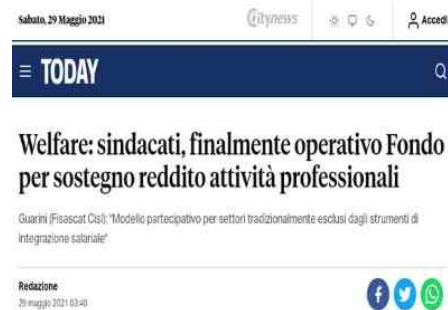 Sabato, 29 Maggio 2021
Citynews
Accedi
TODAY
Welfare: sindacati, finalmente operativo Fondo
per sostegno reddito attività professionali
Guarini (Fisascat Cisl): "Modello partecipativo per settori tradizionalmente esclusi dagli strumenti di
integrazione salariale"
Redazione
29 maggio 2021 03:40